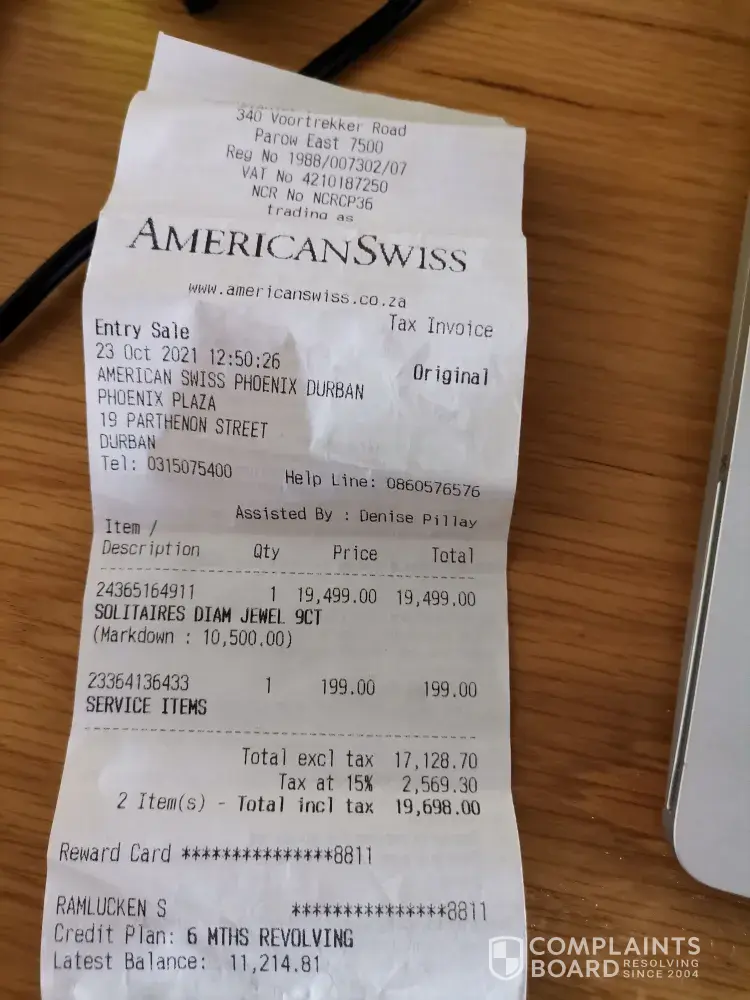 340 Voortrekker Road
Parow East 7500
Reg No 1988/007302/07
VAT No 4210187250
NCR No NCRCP36
trading as
AMERICANSWISS
www.americanswiss.co.za
Tax Invoice
Entry Sale
23 Oct 2021 12:50:26
Original
AMERICAN SWISS PHOENIX DURBAN
PHOENIX PLAZA
19 PARTHENON STREET
DURBAN
Tel: 0315075400 Help Line: 0860576576
Assisted By : Denise Pillay
Item /
Description Qty Price Total
24365164911 1 19,499.00 19,499.00
SOLITAIRES DIAM JEWEL 9CT
(Markdown : 10,500.00)
23364136433 1 199.00 199.00
SERVICE ITEMS
Total excl tax 17,128.70
Tax at 15% 2,569.30
2 Item(s) - Total incl tax 19,698.00
Reward Card ***************8811
RAMLUCKEN S ***************8811
Credit Plan: 6 MTHS REVOLVING
Latest Balance: 11,214.81
COMPLAINTS
BOARD RESOLVING
SINCE 2004